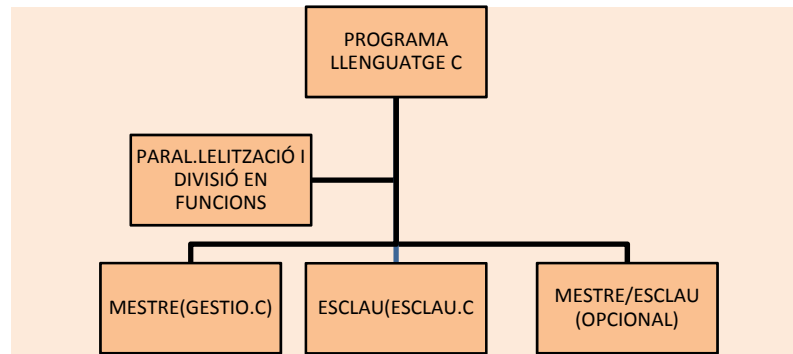 PROGRAMA
LLENGUATGE C
PARAL.LELITZACIÓ I
DIVISIÓ EN
FUNCIONS
MESTRE(GESTIO.C)
ESCLAU(ESCLAU.C
MESTRE/ESCLAU
(OPCIONAL)